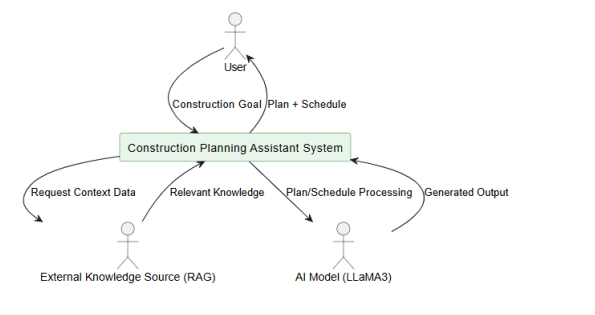 User
Construction Goal
Plan + Schedule
Construction Planning Assistant System
Request Context Data
Relevant Knowledge
Plan/Schedule Processing
Generated Output
External Knowledge Source (RAG)
AI Model (LLaMA3)